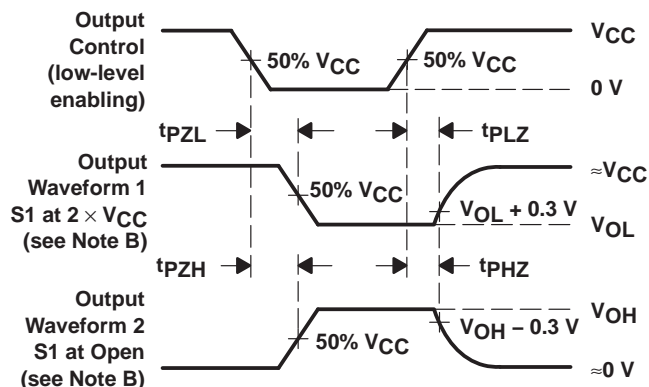 Output
Control
(low-level
enabling)
50% VCC
50% VCC
VCC
0 V
tPZL
tPLZ
Output
Waveform 1
S1 at 2 × VCC
(see Note B)
50% VCC
VOL + 0.3 V
≈VCC
VOL
tPZH
tPHZ
Output
Waveform 2
S1 at Open
(see Note B)
50% VCC
VOH − 0.3 V
VOH
≈0 V